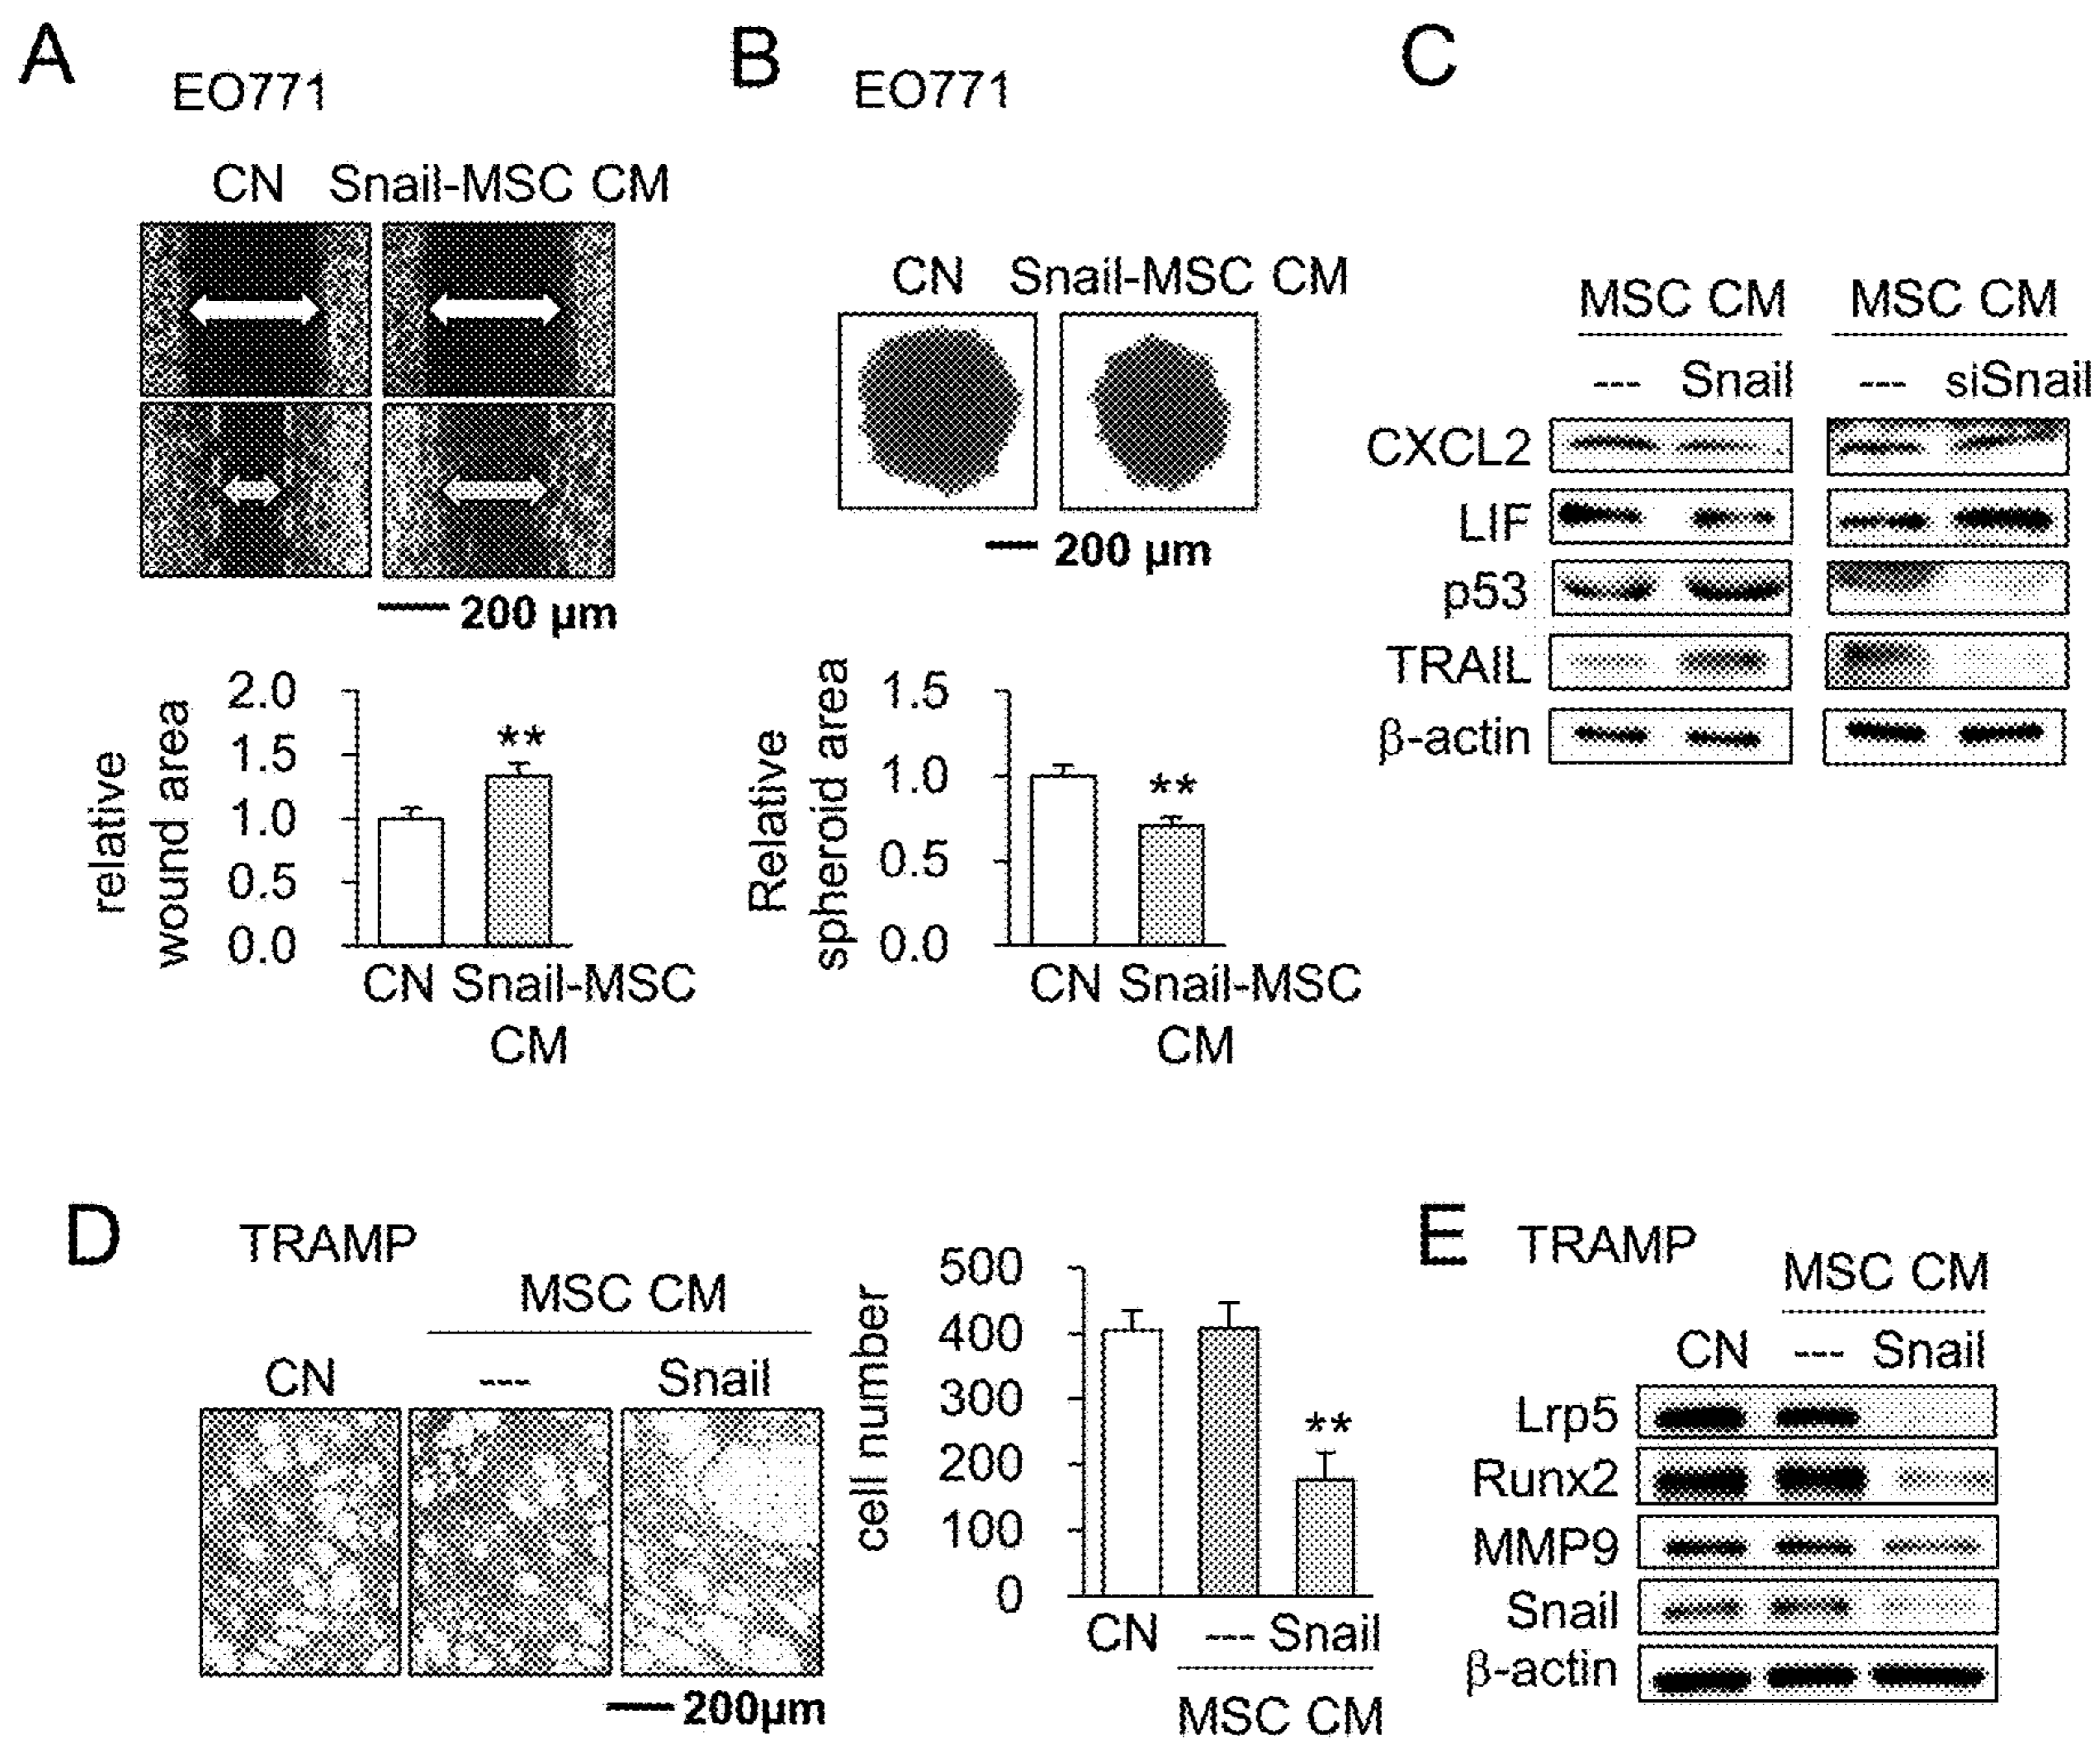 A
EO771
CN Snail-MSC CM
200 µm
relative
wound area
2.0
1.5
1.0
0.5
0.0
**
CN Snail-MSC
CM
B
EO771
CN Snail-MSC CM
200 µm
Relative
spheroid area
1.5
1.0
0.5
0.0
**
CN Snail-MSC
CM
C
MSC CM MSC CM
--- Snail --- siSnail
CXCL2
LIF
p53
TRAIL
β-actin
D
TRAMP
MSC CM
CN --- Snail
200µm
cell number
500
400
300
200
100
0
**
CN --- Snail
MSC CM
E TRAMP
MSC CM
CN --- Snail
Lrp5
Runx2
MMP9
Snail
β-actin